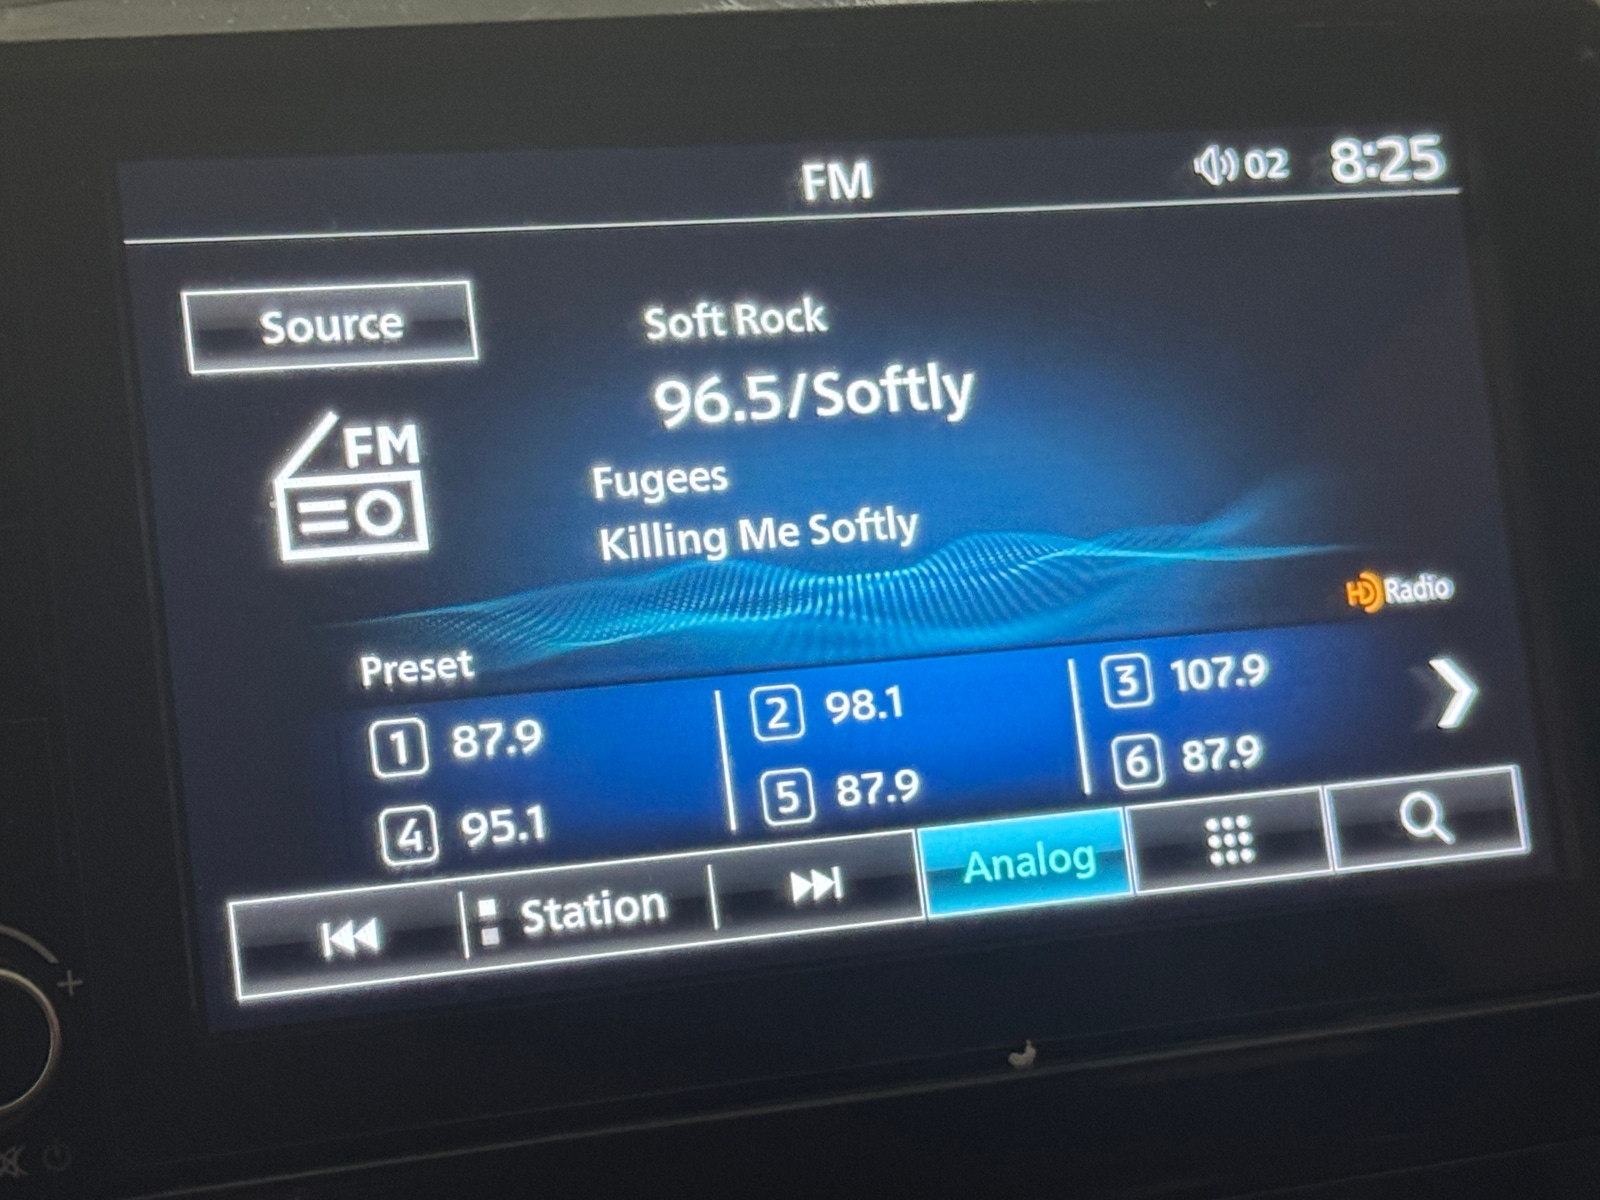 FM
02 8:25
Source
Soft Rock
96.5/Softly
FM
Fugees
Killing Me Softly
HD Radio
Preset
1 87.9
2 98.1
3 107.9
4 95.1
5 87.9
6 87.9
Station
Analog
+